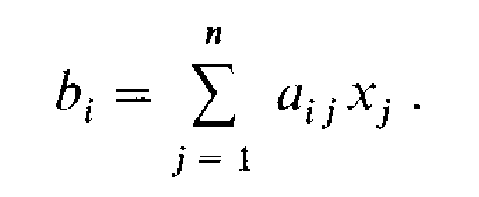 b_i = \sum_{j=1}^{n} a_{ij} x_j .